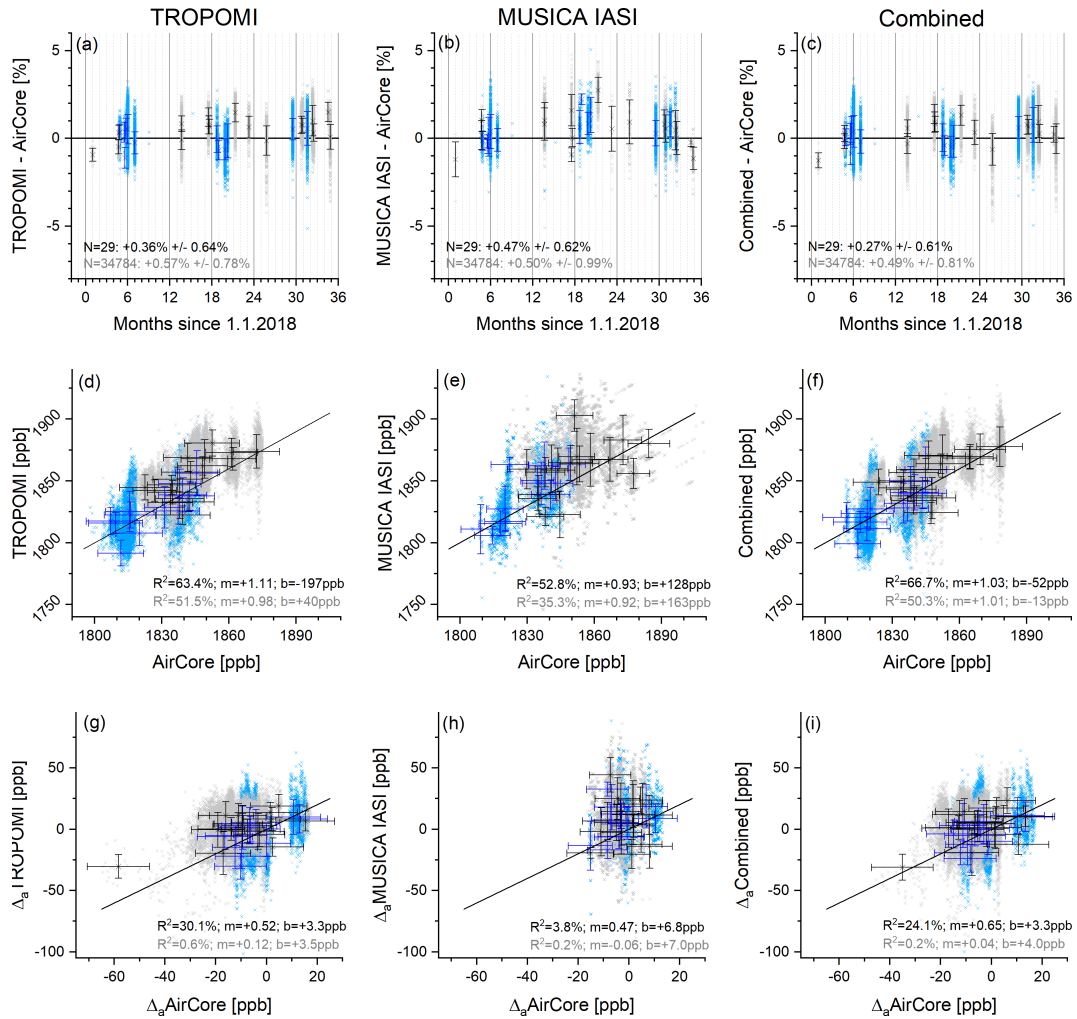 TROPOMI
MUSICA IASI
Combined
(a)
TROPOMI - AirCore [%]
5
0
-5
N=29: +0.36% +/- 0.64%
N=34784: +0.57% +/- 0.78%
0 6 12 18 24 30 36
Months since 1.1.2018
(b)
MUSICA IASI - AirCore [%]
5
0
-5
N=29: +0.47% +/- 0.62%
N=34784: +0.50% +/- 0.99%
0 6 12 18 24 30 36
Months since 1.1.2018
(c)
Combined - AirCore [%]
5
0
-5
N=29: +0.27% +/- 0.61%
N=34784: +0.49% +/- 0.81%
0 6 12 18 24 30 36
Months since 1.1.2018
(d)
TROPOMI [ppb]
1900
1850
1800
1750
R²=63.4%; m=+1.11; b=-197ppb
R²=51.5%; m=+0.98; b=+40ppb
1800 1830 1860 1890
AirCore [ppb]
(e)
MUSICA IASI [ppb]
1900
1850
1800
1750
R²=52.8%; m=+0.93; b=+128ppb
R²=35.3%; m=+0.92; b=+163ppb
1800 1830 1860 1890
AirCore [ppb]
(f)
Combined [ppb]
1900
1850
1800
1750
R²=66.7%; m=+1.03; b=-52ppb
R²=50.3%; m=+1.01; b=-13ppb
1800 1830 1860 1890
AirCore [ppb]
(g)
ΔₐTROPOMI [ppb]
50
0
-50
-100
R²=30.1%; m=+0.52; b=+3.3ppb
R²=0.6%; m=+0.12; b=+3.5ppb
-60 -40 -20 0 20
ΔₐAirCore [ppb]
(h)
ΔₐMUSICA IASI [ppb]
50
0
-50
-100
R²=3.8%; m=0.47; b=+6.8ppb
R²=0.2%; m=-0.06; b=+7.0ppb
-60 -40 -20 0 20
ΔₐAirCore [ppb]
(i)
ΔₐCombined [ppb]
50
0
-50
-100
R²=24.1%; m=+0.65; b=+3.3ppb
R²=0.2%; m=+0.04; b=+4.0ppb
-60 -40 -20 0 20
ΔₐAirCore [ppb]